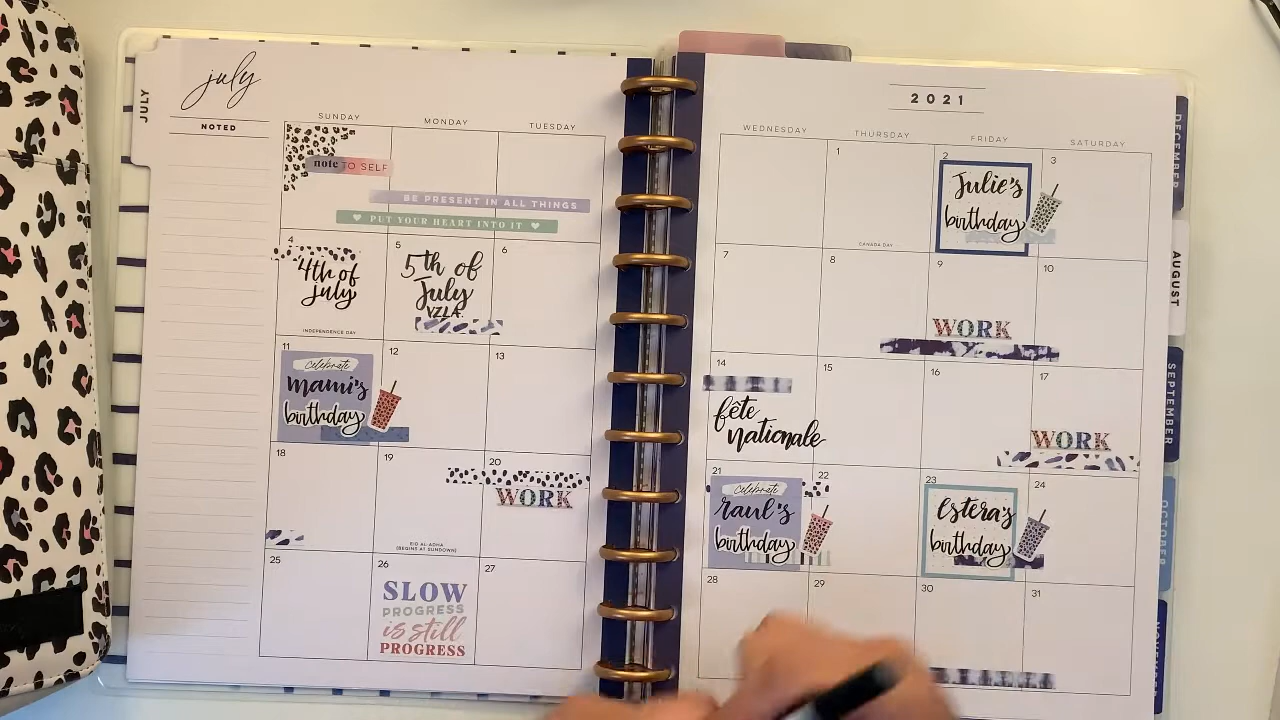 july
JULY
NOTED
SUNDAY MONDAY TUESDAY
note TO SELF
BE PRESENT IN ALL THINGS
♥ PUT YOUR HEART INTO IT ♥
4 5 6
4th of
july
INDEPENDENCE DAY
5th of
July
VZLA.
11 12 13
Celebrate
mami's
birthday
18 19 20
WORK
EID AL-ADHA
(BEGINS AT SUNDOWN)
25 26 27
SLOW
PROGRESS
is still
PROGRESS
2021
WEDNESDAY THURSDAY FRIDAY SATURDAY
1 2 3
Julie's
birthday
CANADA DAY
7 8 9 10
WORK
14 15 16 17
fête
nationale
WORK
21 22 23 24
Celebrate
raul's
birthday
Estera's
birthday
28 29 30 31
DECEMBER
AUGUST
SEPTEMBER
OCTOBER
NOVEMBER